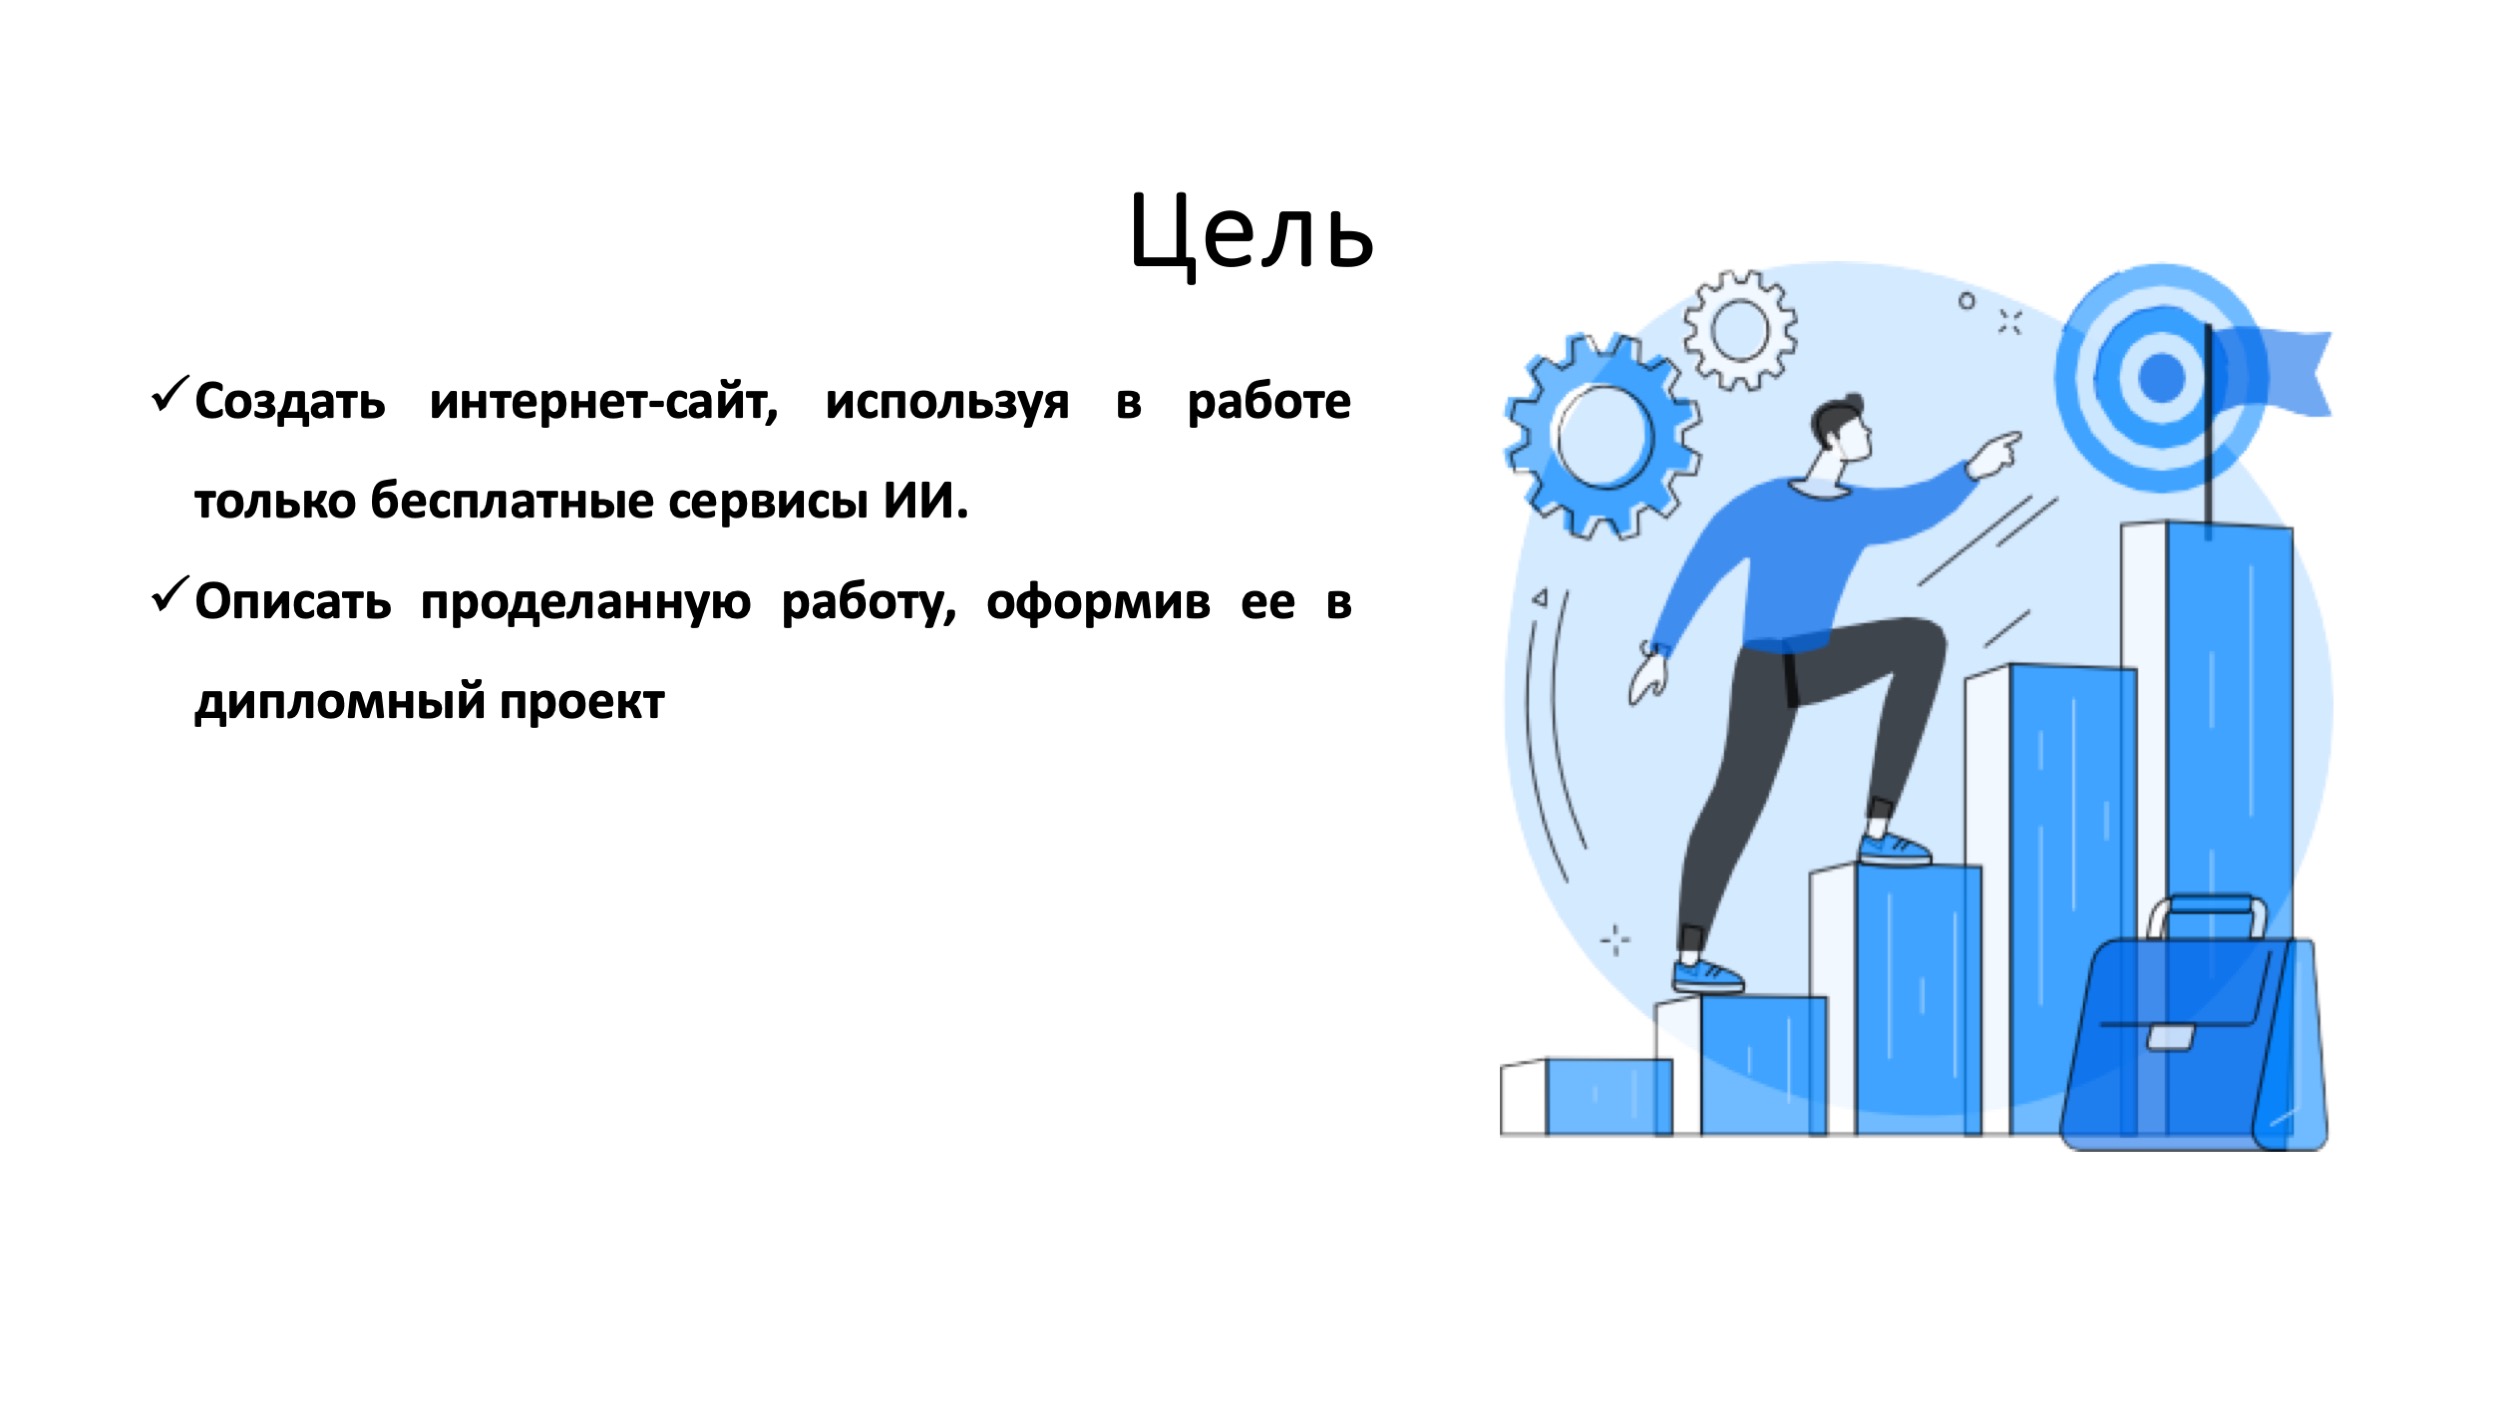 Цель
Создать интернет-сайт, используя в работе
только бесплатные сервисы ИИ.
Описать проделанную работу, оформив ее в
дипломный проект